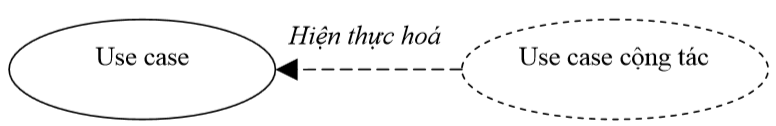 Hiện thực hoá
Use case
Use case cộng tác